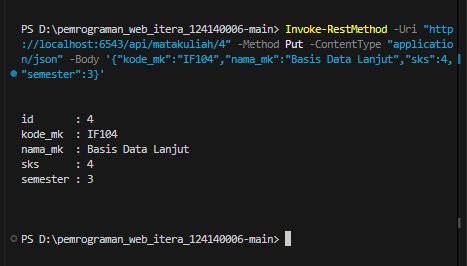 PS D:\pemrograman_web_itera_124140006-main> Invoke-RestMethod -Uri "http
://localhost:6543/api/matakuliah/4" -Method Put -ContentType "applicatio
n/json" -Body '{"kode_mk":"IF104","nama_mk":"Basis Data Lanjut","sks":4,
"semester":3}'
id       : 4
kode_mk  : IF104
nama_mk  : Basis Data Lanjut
sks      : 4
semester : 3
PS D:\pemrograman_web_itera_124140006-main>